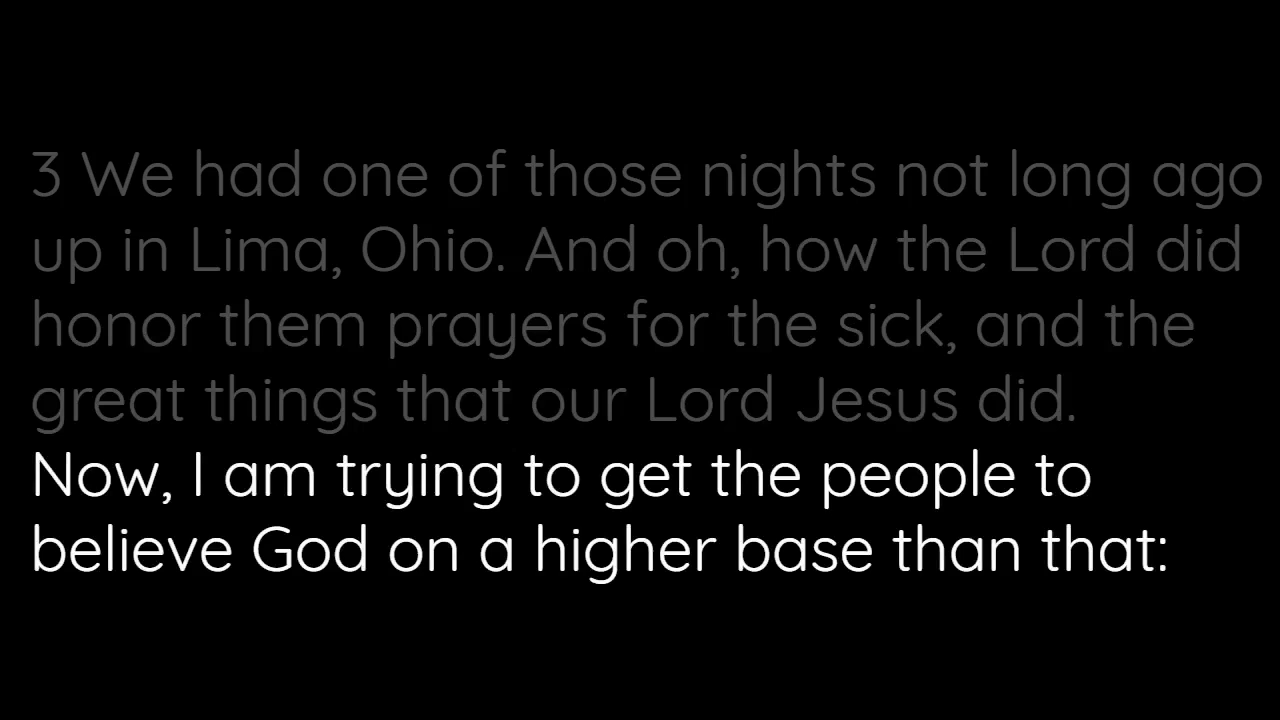 3 We had one of those nights not long ago
up in Lima, Ohio. And oh, how the Lord did
honor them prayers for the sick, and the
great things that our Lord Jesus did.
Now, I am trying to get the people to
believe God on a higher base than that: